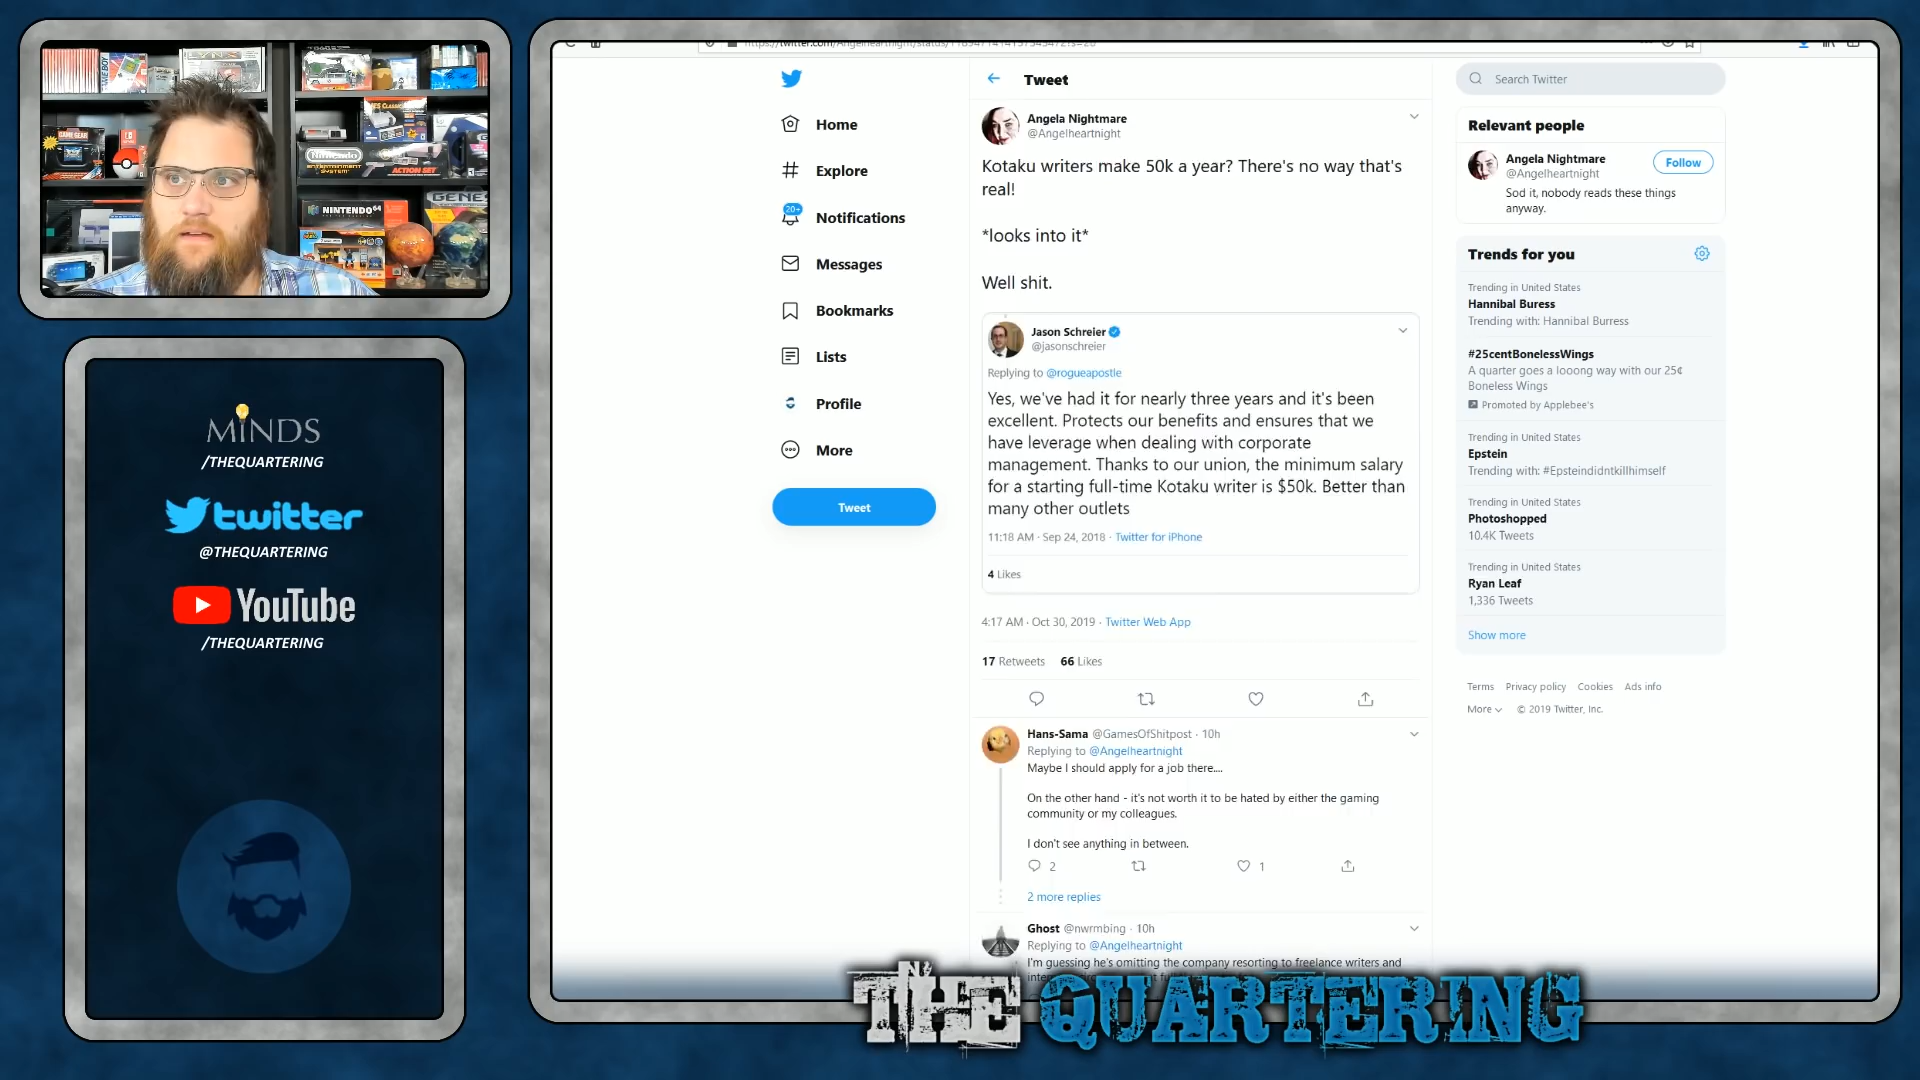 MINDS
/THEQUARTERING
twitter
@THEQUARTERING
YouTube
/THEQUARTERING
GAME GEAR
Nintendo
ENTERTAINMENT SYSTEM
ACTION SET
NINTENDO 64
GAME BOY
Home
Explore
20+
Notifications
Messages
Bookmarks
Lists
Profile
More
Tweet
Tweet
Angela Nightmare
@Angelheartnight
Kotaku writers make 50k a year? There's no way that's
real!
*looks into it*
Well shit.
Jason Schreier
@jasonschreier
Replying to @rogueapostle
Yes, we've had it for nearly three years and it's been
excellent. Protects our benefits and ensures that we
have leverage when dealing with corporate
management. Thanks to our union, the minimum salary
for a starting full-time Kotaku writer is $50k. Better than
many other outlets
11:18 AM · Sep 24, 2018 · Twitter for iPhone
4 Likes
4:17 AM · Oct 30, 2019 · Twitter Web App
17 Retweets 66 Likes
Hans-Sama @GamesOfShitpost · 10h
Replying to @Angelheartnight
Maybe I should apply for a job there....
On the other hand - it's not worth it to be hated by either the gaming
community or my colleagues.
I don't see anything in between.
2 1
2 more replies
Ghost @nwrmbing · 10h
Replying to @Angelheartnight
I'm guessing he's omitting the company resorting to freelance writers and
Search Twitter
Relevant people
Angela Nightmare
@Angelheartnight
Follow
Sod it, nobody reads these things
anyway.
Trends for you
Trending in United States
Hannibal Buress
Trending with: Hannibal Burress
#25centBonelessWings
A quarter goes a looong way with our 25¢
Boneless Wings
Promoted by Applebee's
Trending in United States
Epstein
Trending with: #Epsteindidntkillhimself
Trending in United States
Photoshopped
10.4K Tweets
Trending in United States
Ryan Leaf
1,336 Tweets
Show more
Terms Privacy policy Cookies Ads info
More © 2019 Twitter, Inc.
THE QUARTERING